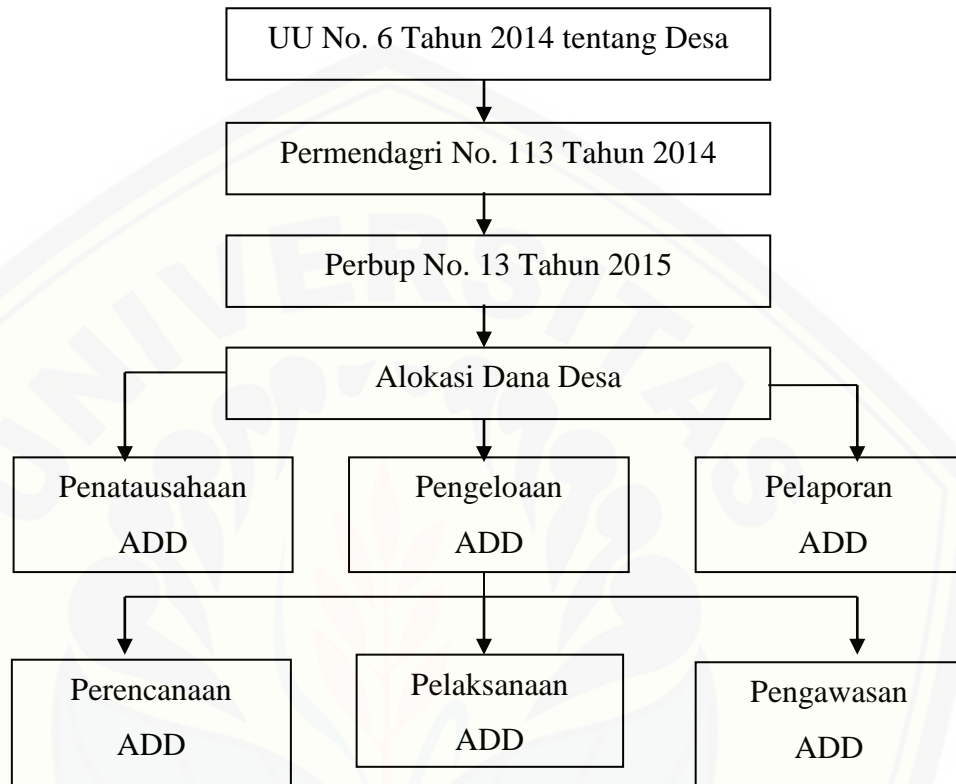 UU No. 6 Tahun 2014 tentang Desa
Permendagri No. 113 Tahun 2014
Perbup No. 13 Tahun 2015
Alokasi Dana Desa
Penatausahaan
ADD
Pengeloaan
ADD
Pelaporan
ADD
Perencanaan
ADD
Pelaksanaan
ADD
Pengawasan
ADD
UNIVERSITAS